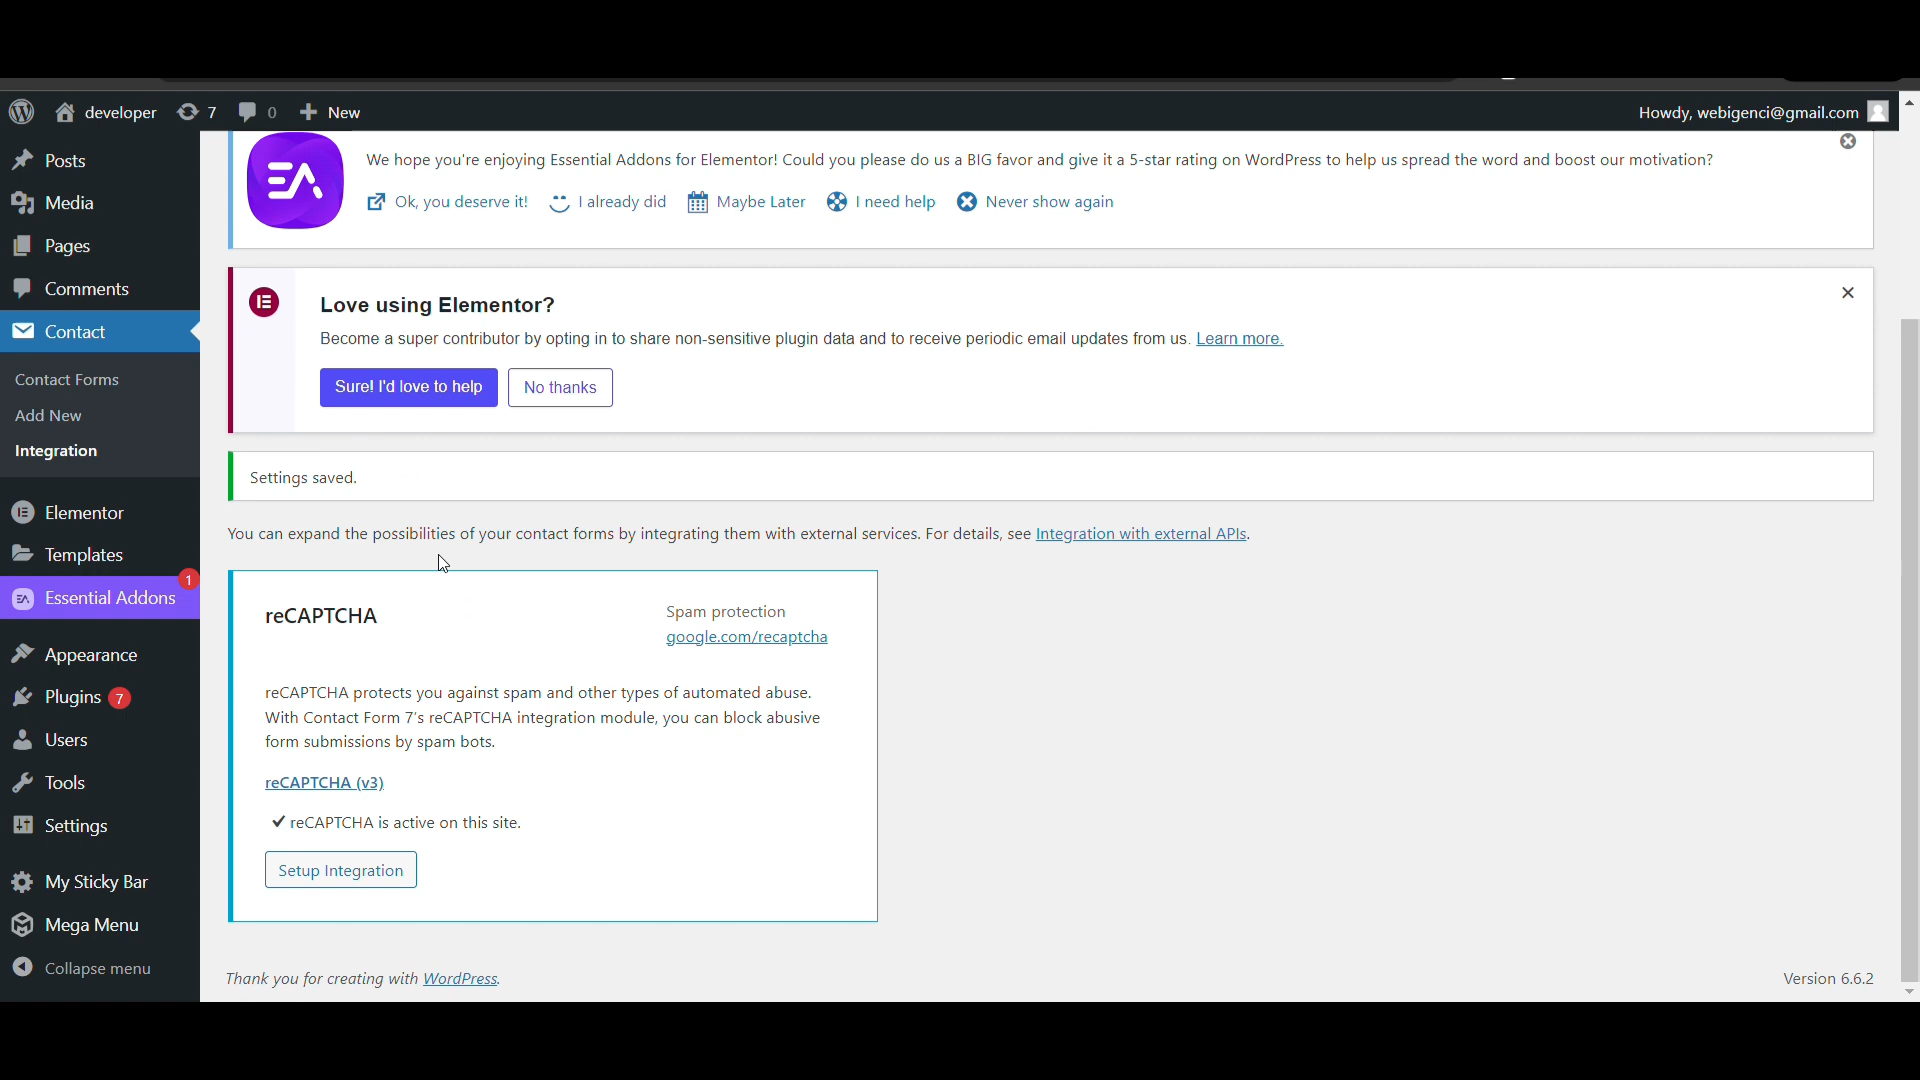 developer 7 0 New Howdy, webigenci@gmail.com
Posts
Media
Pages
Comments
Contact
Contact Forms
Add New
Integration
Elementor
Templates
1
Essential Addons
Appearance
Plugins 7
Users
Tools
Settings
My Sticky Bar
Mega Menu
Collapse menu
EA
We hope you're enjoying Essential Addons for Elementor! Could you please do us a BIG favor and give it a 5-star rating on WordPress to help us spread the word and boost our motivation?
Ok, you deserve it! I already did Maybe Later I need help Never show again
Love using Elementor?
Become a super contributor by opting in to share non-sensitive plugin data and to receive periodic email updates from us. Learn more.
Sure! I'd love to help No thanks
Settings saved.
You can expand the possibilities of your contact forms by integrating them with external services. For details, see Integration with external APIs.
reCAPTCHA
Spam protection
google.com/recaptcha
reCAPTCHA protects you against spam and other types of automated abuse.
With Contact Form 7's reCAPTCHA integration module, you can block abusive
form submissions by spam bots.
reCAPTCHA (v3)
reCAPTCHA is active on this site.
Setup Integration
Thank you for creating with WordPress. Version 6.6.2